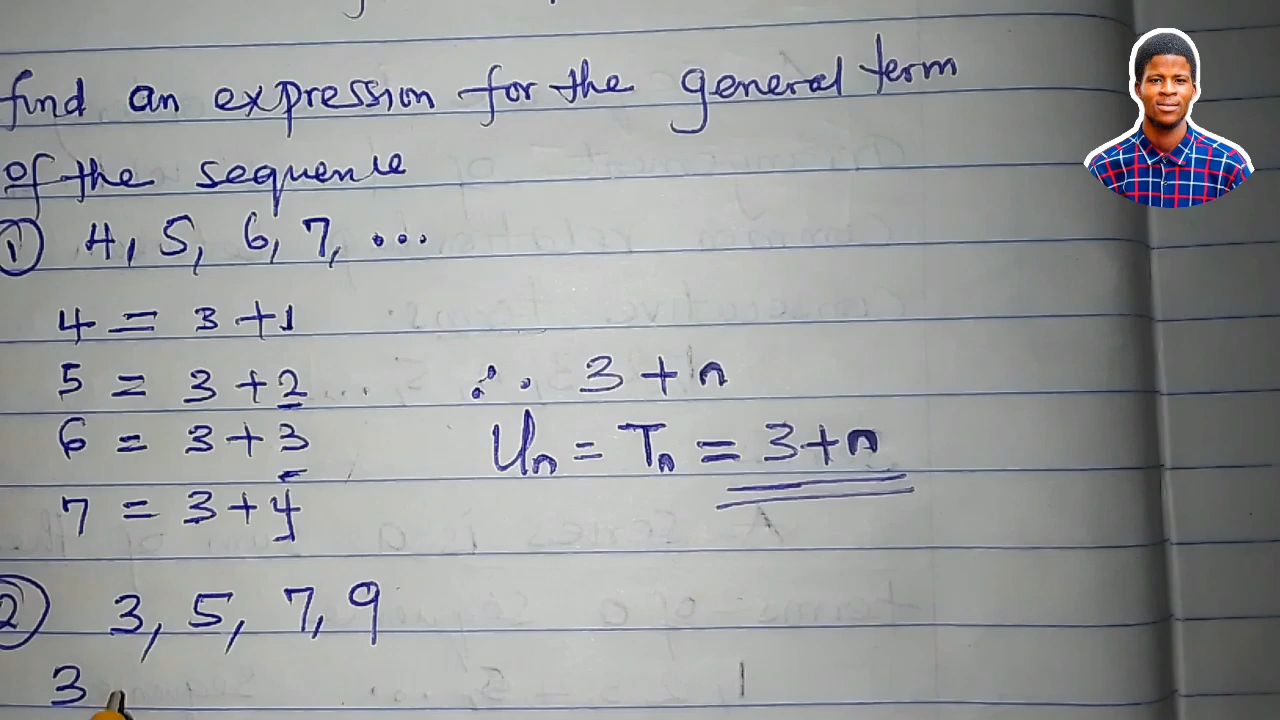 find an expression for the general term
of the sequence
① 4, 5, 6, 7, ...
4 = 3 + 1
5 = 3 + 2
6 = 3 + 3
7 = 3 + 4
∴ 3 + n
Un = Tn = 3 + n
② 3, 5, 7, 9
3